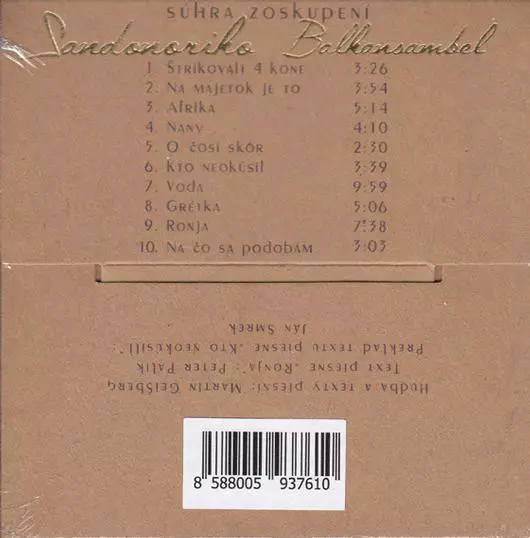 SÚHRA ZOSKUPENÍ
Sandonoriko Balkansambel
1. Štrikovali 4 kone 3:26
2. Na majetok je to 3:54
3. Afrika 5:14
4. Nany 4:10
5. O čosi skôr 2:30
6. Kto neokúsil 3:39
7. Voda 9:59
8. Grétka 5:06
9. Ronja 7:38
10. Na čo sa podobám 3:03
Hudba a texty piesní: Martin Geišberg
Text piesne „Ronja": Peter Palik
Preklad textu piesne „Kto neokúsil":
Ján Smrek
8 588005 937610